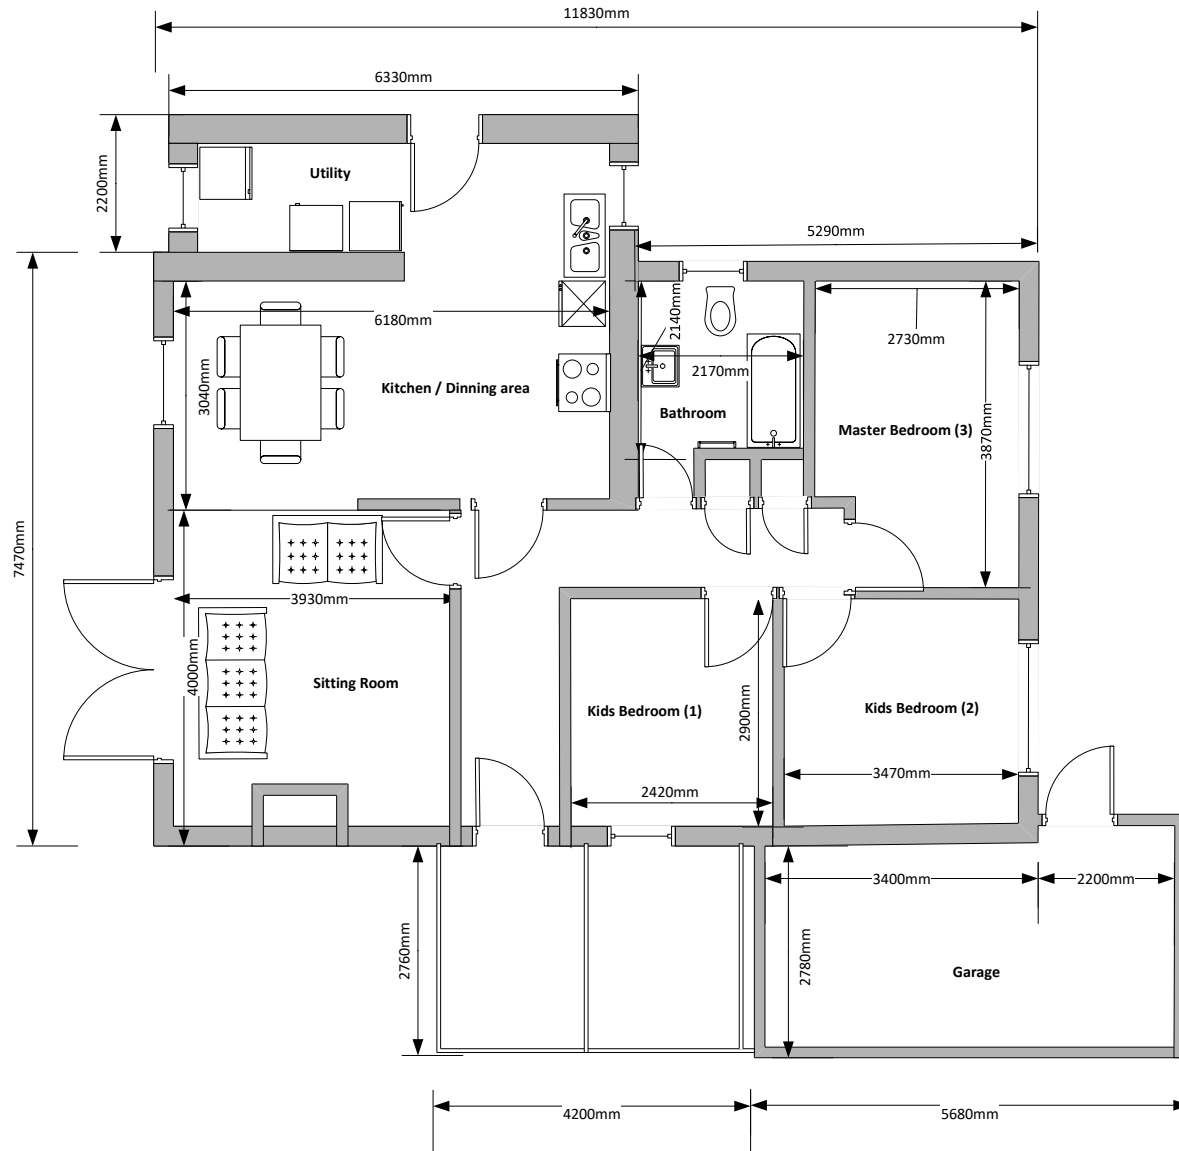 11830mm
6330mm
2200mm
Utility
5290mm
6180mm
2140mm
2730mm
2170mm
3040mm
Kitchen / Dinning area
Bathroom
Master Bedroom (3)
3870mm
7470mm
3930mm
4000mm
Sitting Room
Kids Bedroom (1)
2900mm
Kids Bedroom (2)
2420mm
3470mm
3400mm
2200mm
2760mm
2780mm
Garage
4200mm
5680mm